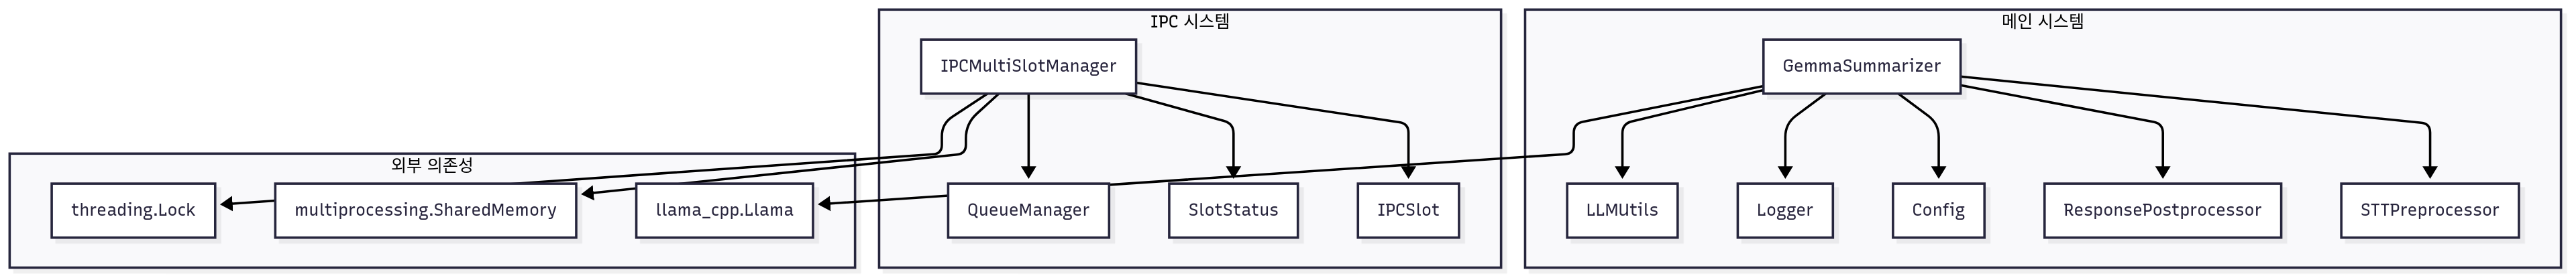 IPC 시스템
메인 시스템
IPCMultiSlotManager
GemmaSummarizer
외부 의존성
threading.Lock
multiprocessing.SharedMemory
llama_cpp.Llama
QueueManager
SlotStatus
IPCSlot
LLMUtils
Logger
Config
ResponsePostprocessor
STTPreprocessor